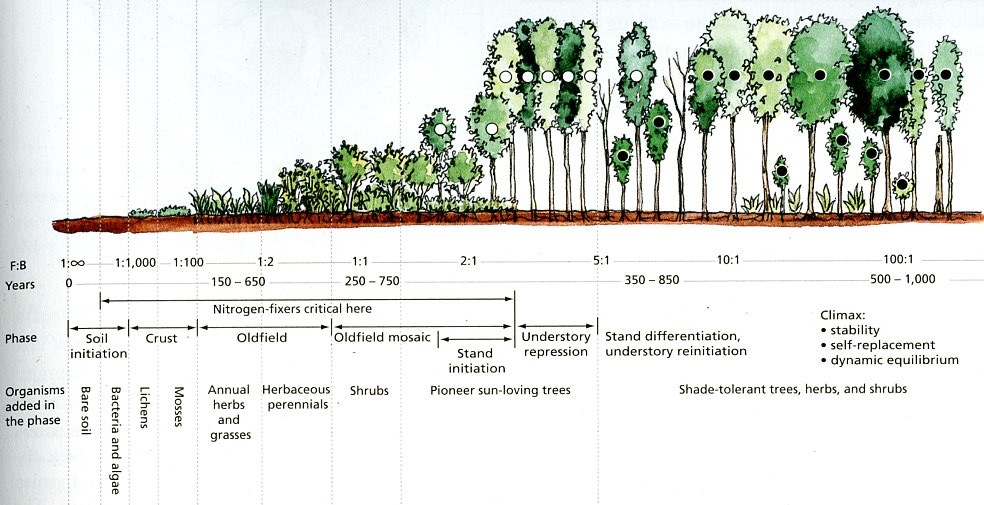 F:B 1:∞ 1:1,000 1:100 1:2 1:1 2:1 5:1 10:1 100:1
Years 0 150 – 650 250 – 750 350 – 850 500 – 1,000
Nitrogen-fixers critical here
Phase
Soil
initiation
Crust
Oldfield
Oldfield mosaic
Stand
initiation
Understory
repression
Stand differentiation,
understory reinitiation
Climax:
• stability
• self-replacement
• dynamic equilibrium
Organisms
added in
the phase
Bare soil
Bacteria and algae
Lichens
Mosses
Annual
herbs
and
grasses
Herbaceous
perennials
Shrubs
Pioneer sun-loving trees
Shade-tolerant trees, herbs, and shrubs